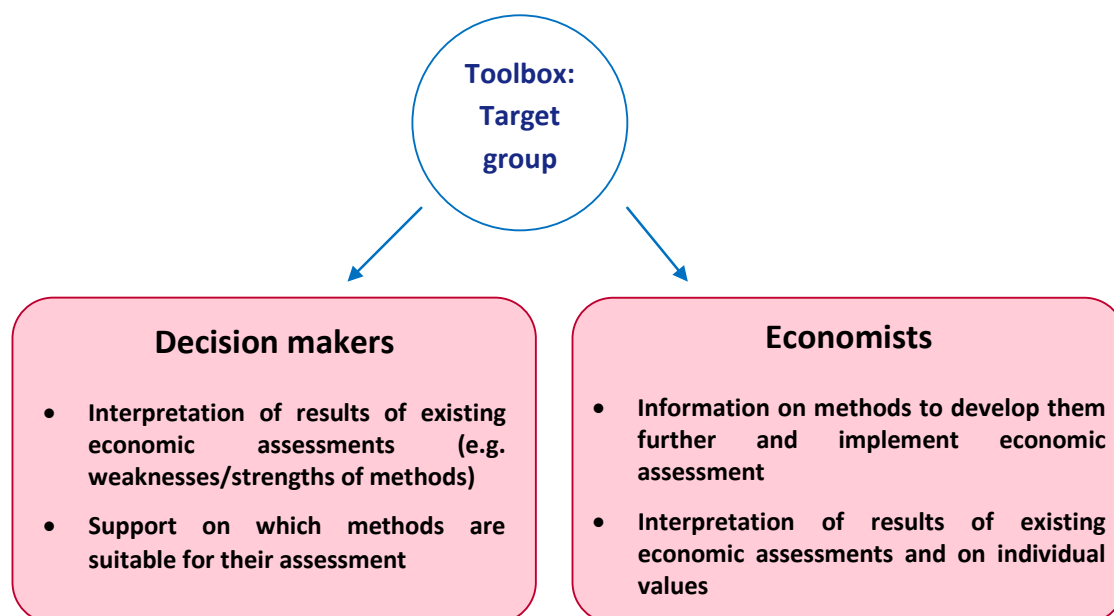 Toolbox:
Target
group
Decision makers
• Interpretation of results of existing
economic assessments (e.g.
weaknesses/strengths of methods)
• Support on which methods are
suitable for their assessment
Economists
• Information on methods to develop them
further and implement economic
assessment
• Interpretation of results of existing
economic assessments and on individual
values